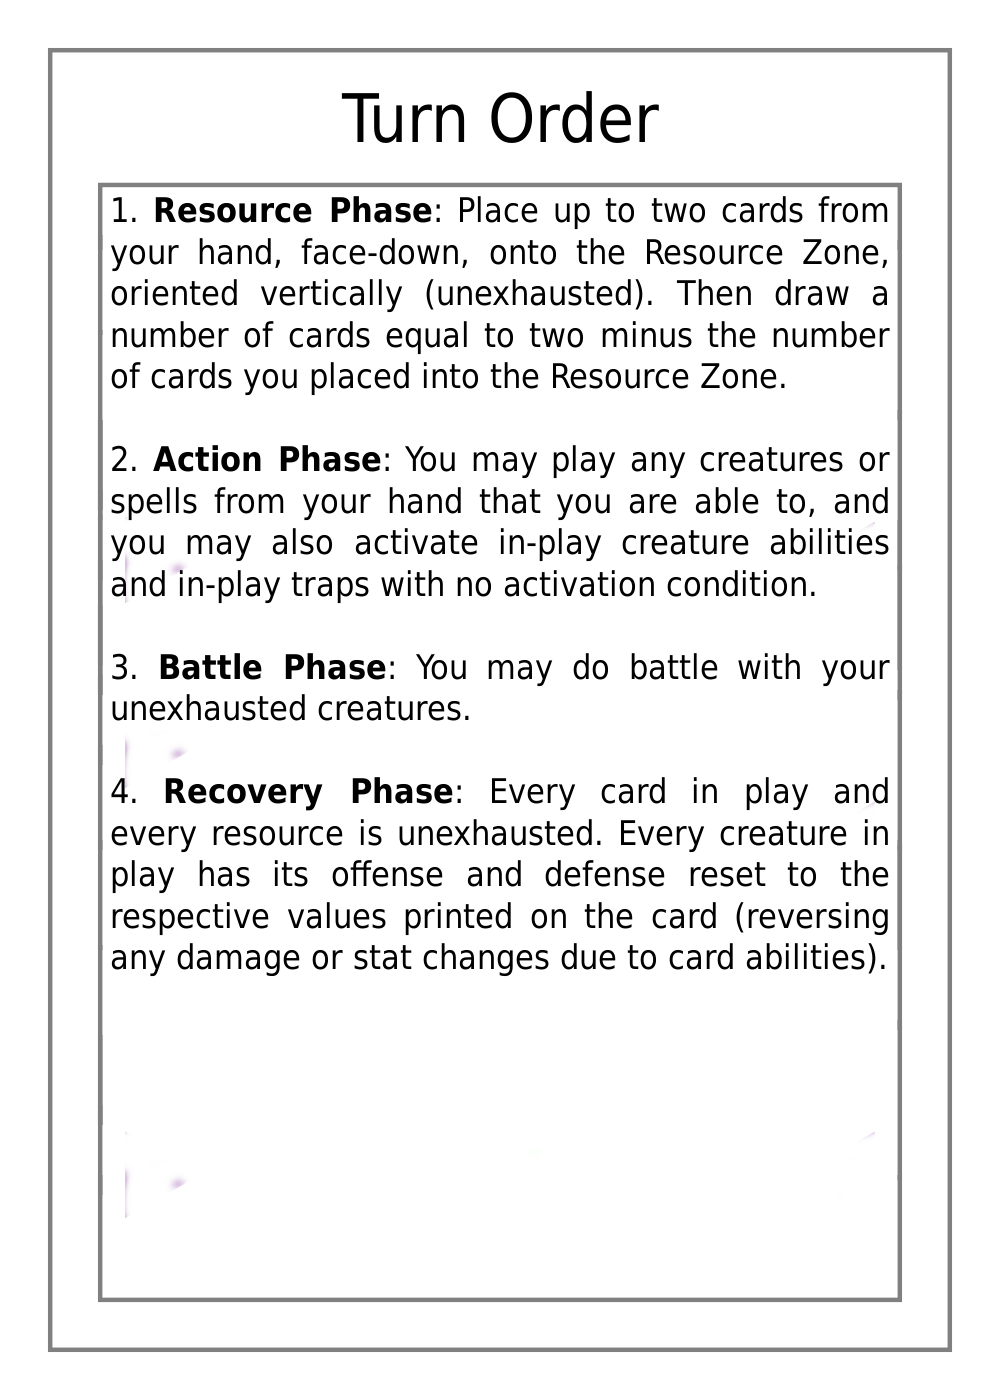 Turn Order
1. Resource Phase: Place up to two cards from
your hand, face-down, onto the Resource Zone,
oriented vertically (unexhausted). Then draw a
number of cards equal to two minus the number
of cards you placed into the Resource Zone.
2. Action Phase: You may play any creatures or
spells from your hand that you are able to, and
you may also activate in-play creature abilities
and in-play traps with no activation condition.
3. Battle Phase: You may do battle with your
unexhausted creatures.
4. Recovery Phase: Every card in play and
every resource is unexhausted. Every creature in
play has its offense and defense reset to the
respective values printed on the card (reversing
any damage or stat changes due to card abilities).